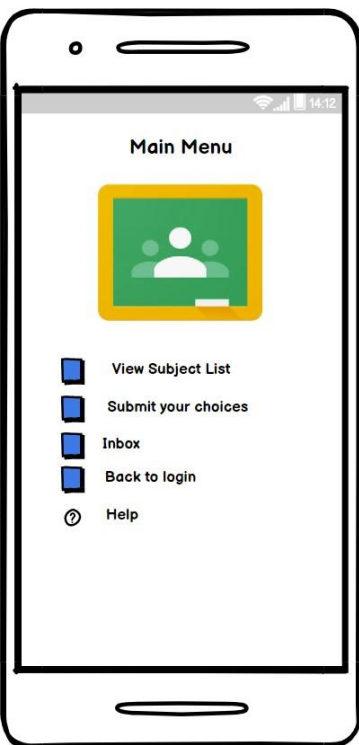 14:12
Main Menu
View Subject List
Submit your choices
Inbox
Back to login
? Help